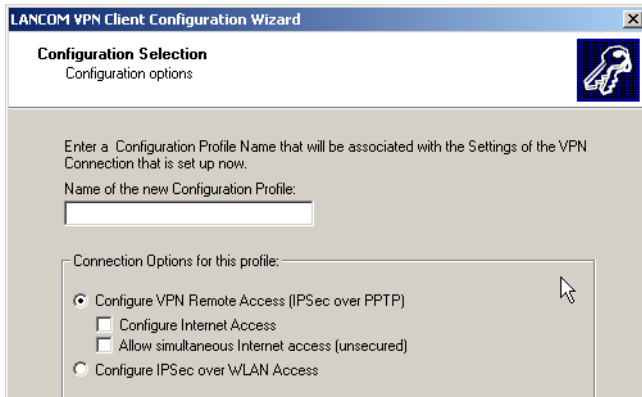 LANCOM VPN Client Configuration Wizard
Configuration Selection
Configuration options
Enter a Configuration Profile Name that will be associated with the Settings of the VPN
Connection that is set up now.
Name of the new Configuration Profile:
Connection Options for this profile:
Configure VPN Remote Access (IPSec over PPTP)
Configure Internet Access
Allow simultaneous Internet access (unsecured)
Configure IPSec over WLAN Access